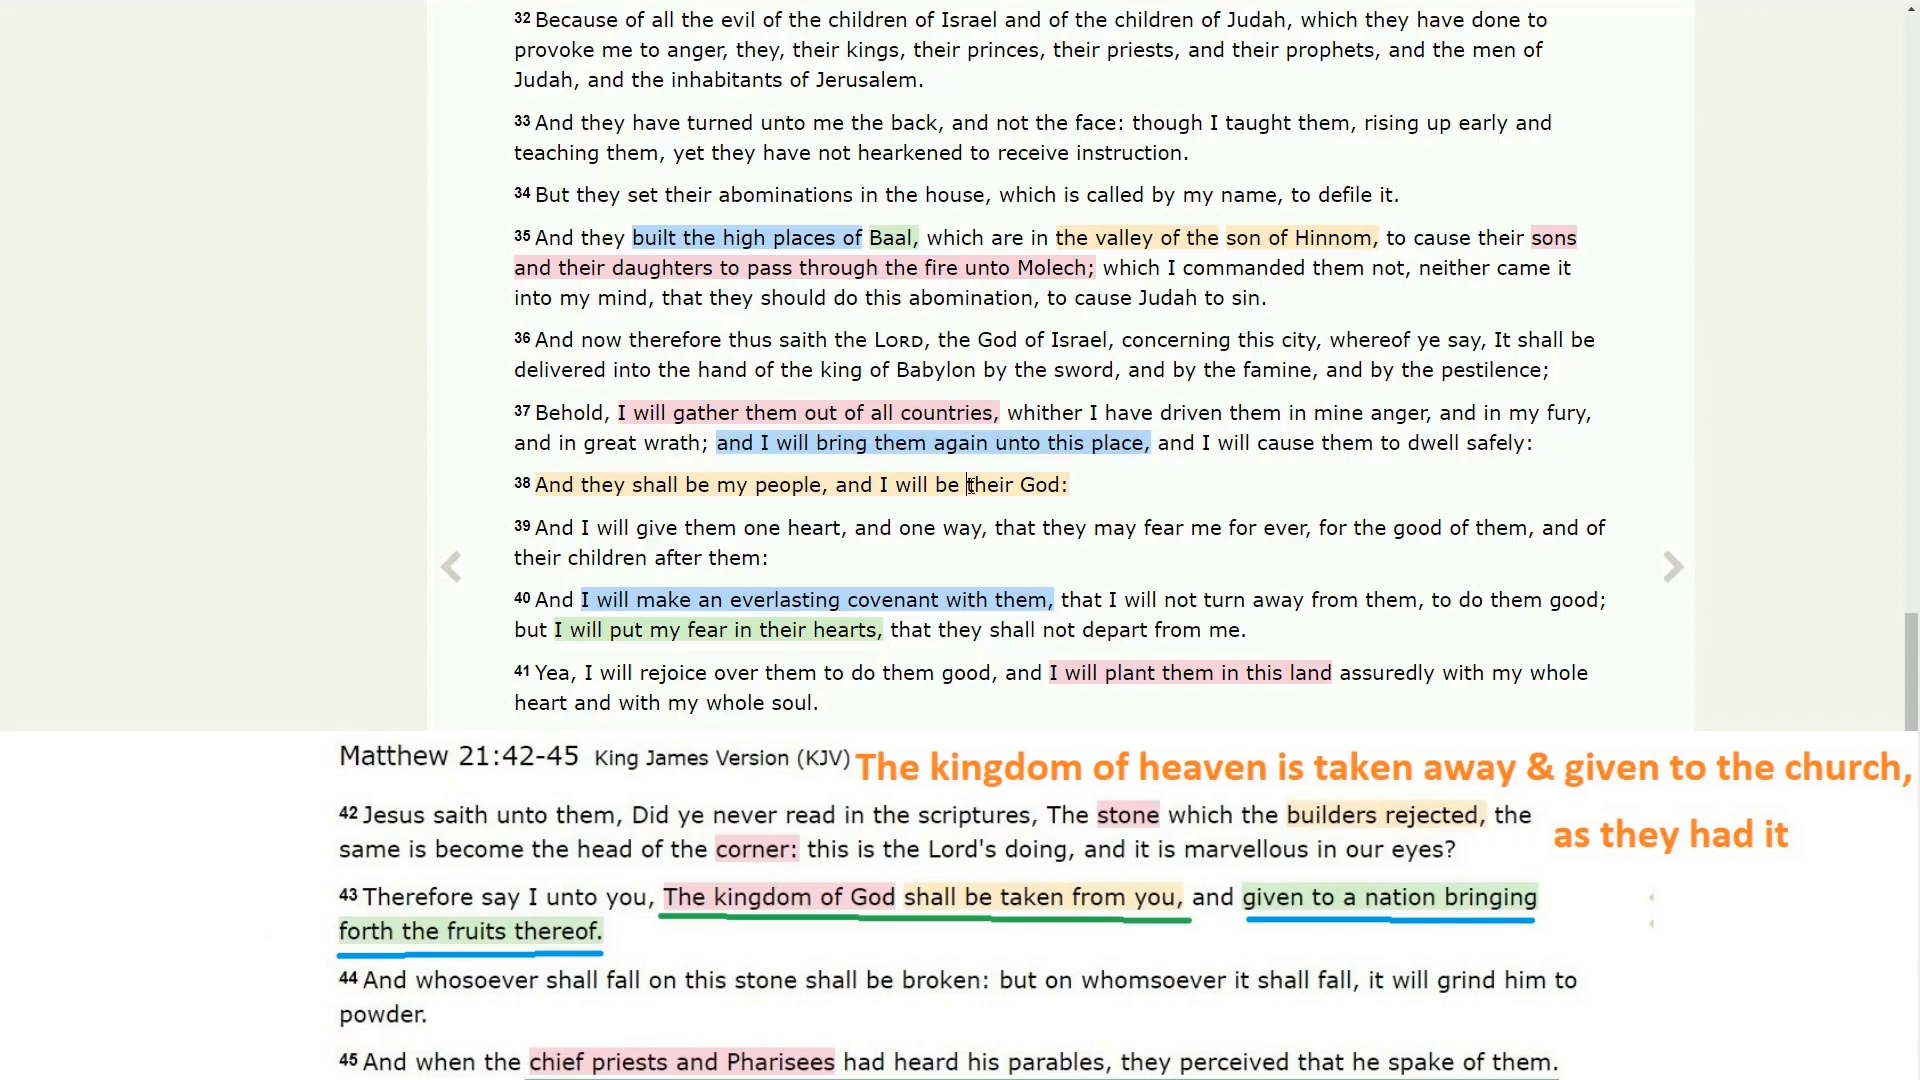 32 Because of all the evil of the children of Israel and of the children of Judah, which they have done to
provoke me to anger, they, their kings, their princes, their priests, and their prophets, and the men of
Judah, and the inhabitants of Jerusalem.
33 And they have turned unto me the back, and not the face: though I taught them, rising up early and
teaching them, yet they have not hearkened to receive instruction.
34 But they set their abominations in the house, which is called by my name, to defile it.
35 And they built the high places of Baal, which are in the valley of the son of Hinnom, to cause their sons
and their daughters to pass through the fire unto Molech; which I commanded them not, neither came it
into my mind, that they should do this abomination, to cause Judah to sin.
36 And now therefore thus saith the LORD, the God of Israel, concerning this city, whereof ye say, It shall be
delivered into the hand of the king of Babylon by the sword, and by the famine, and by the pestilence;
37 Behold, I will gather them out of all countries, whither I have driven them in mine anger, and in my fury,
and in great wrath; and I will bring them again unto this place, and I will cause them to dwell safely:
38 And they shall be my people, and I will be their God:
39 And I will give them one heart, and one way, that they may fear me for ever, for the good of them, and of
their children after them:
40 And I will make an everlasting covenant with them, that I will not turn away from them, to do them good;
but I will put my fear in their hearts, that they shall not depart from me.
41 Yea, I will rejoice over them to do them good, and I will plant them in this land assuredly with my whole
heart and with my whole soul.
Matthew 21:42-45 King James Version (KJV) The kingdom of heaven is taken away & given to the church,
as they had it
42 Jesus saith unto them, Did ye never read in the scriptures, The stone which the builders rejected, the
same is become the head of the corner: this is the Lord's doing, and it is marvellous in our eyes?
43 Therefore say I unto you, The kingdom of God shall be taken from you, and given to a nation bringing
forth the fruits thereof.
44 And whosoever shall fall on this stone shall be broken: but on whomsoever it shall fall, it will grind him to
powder.
45 And when the chief priests and Pharisees had heard his parables, they perceived that he spake of them.